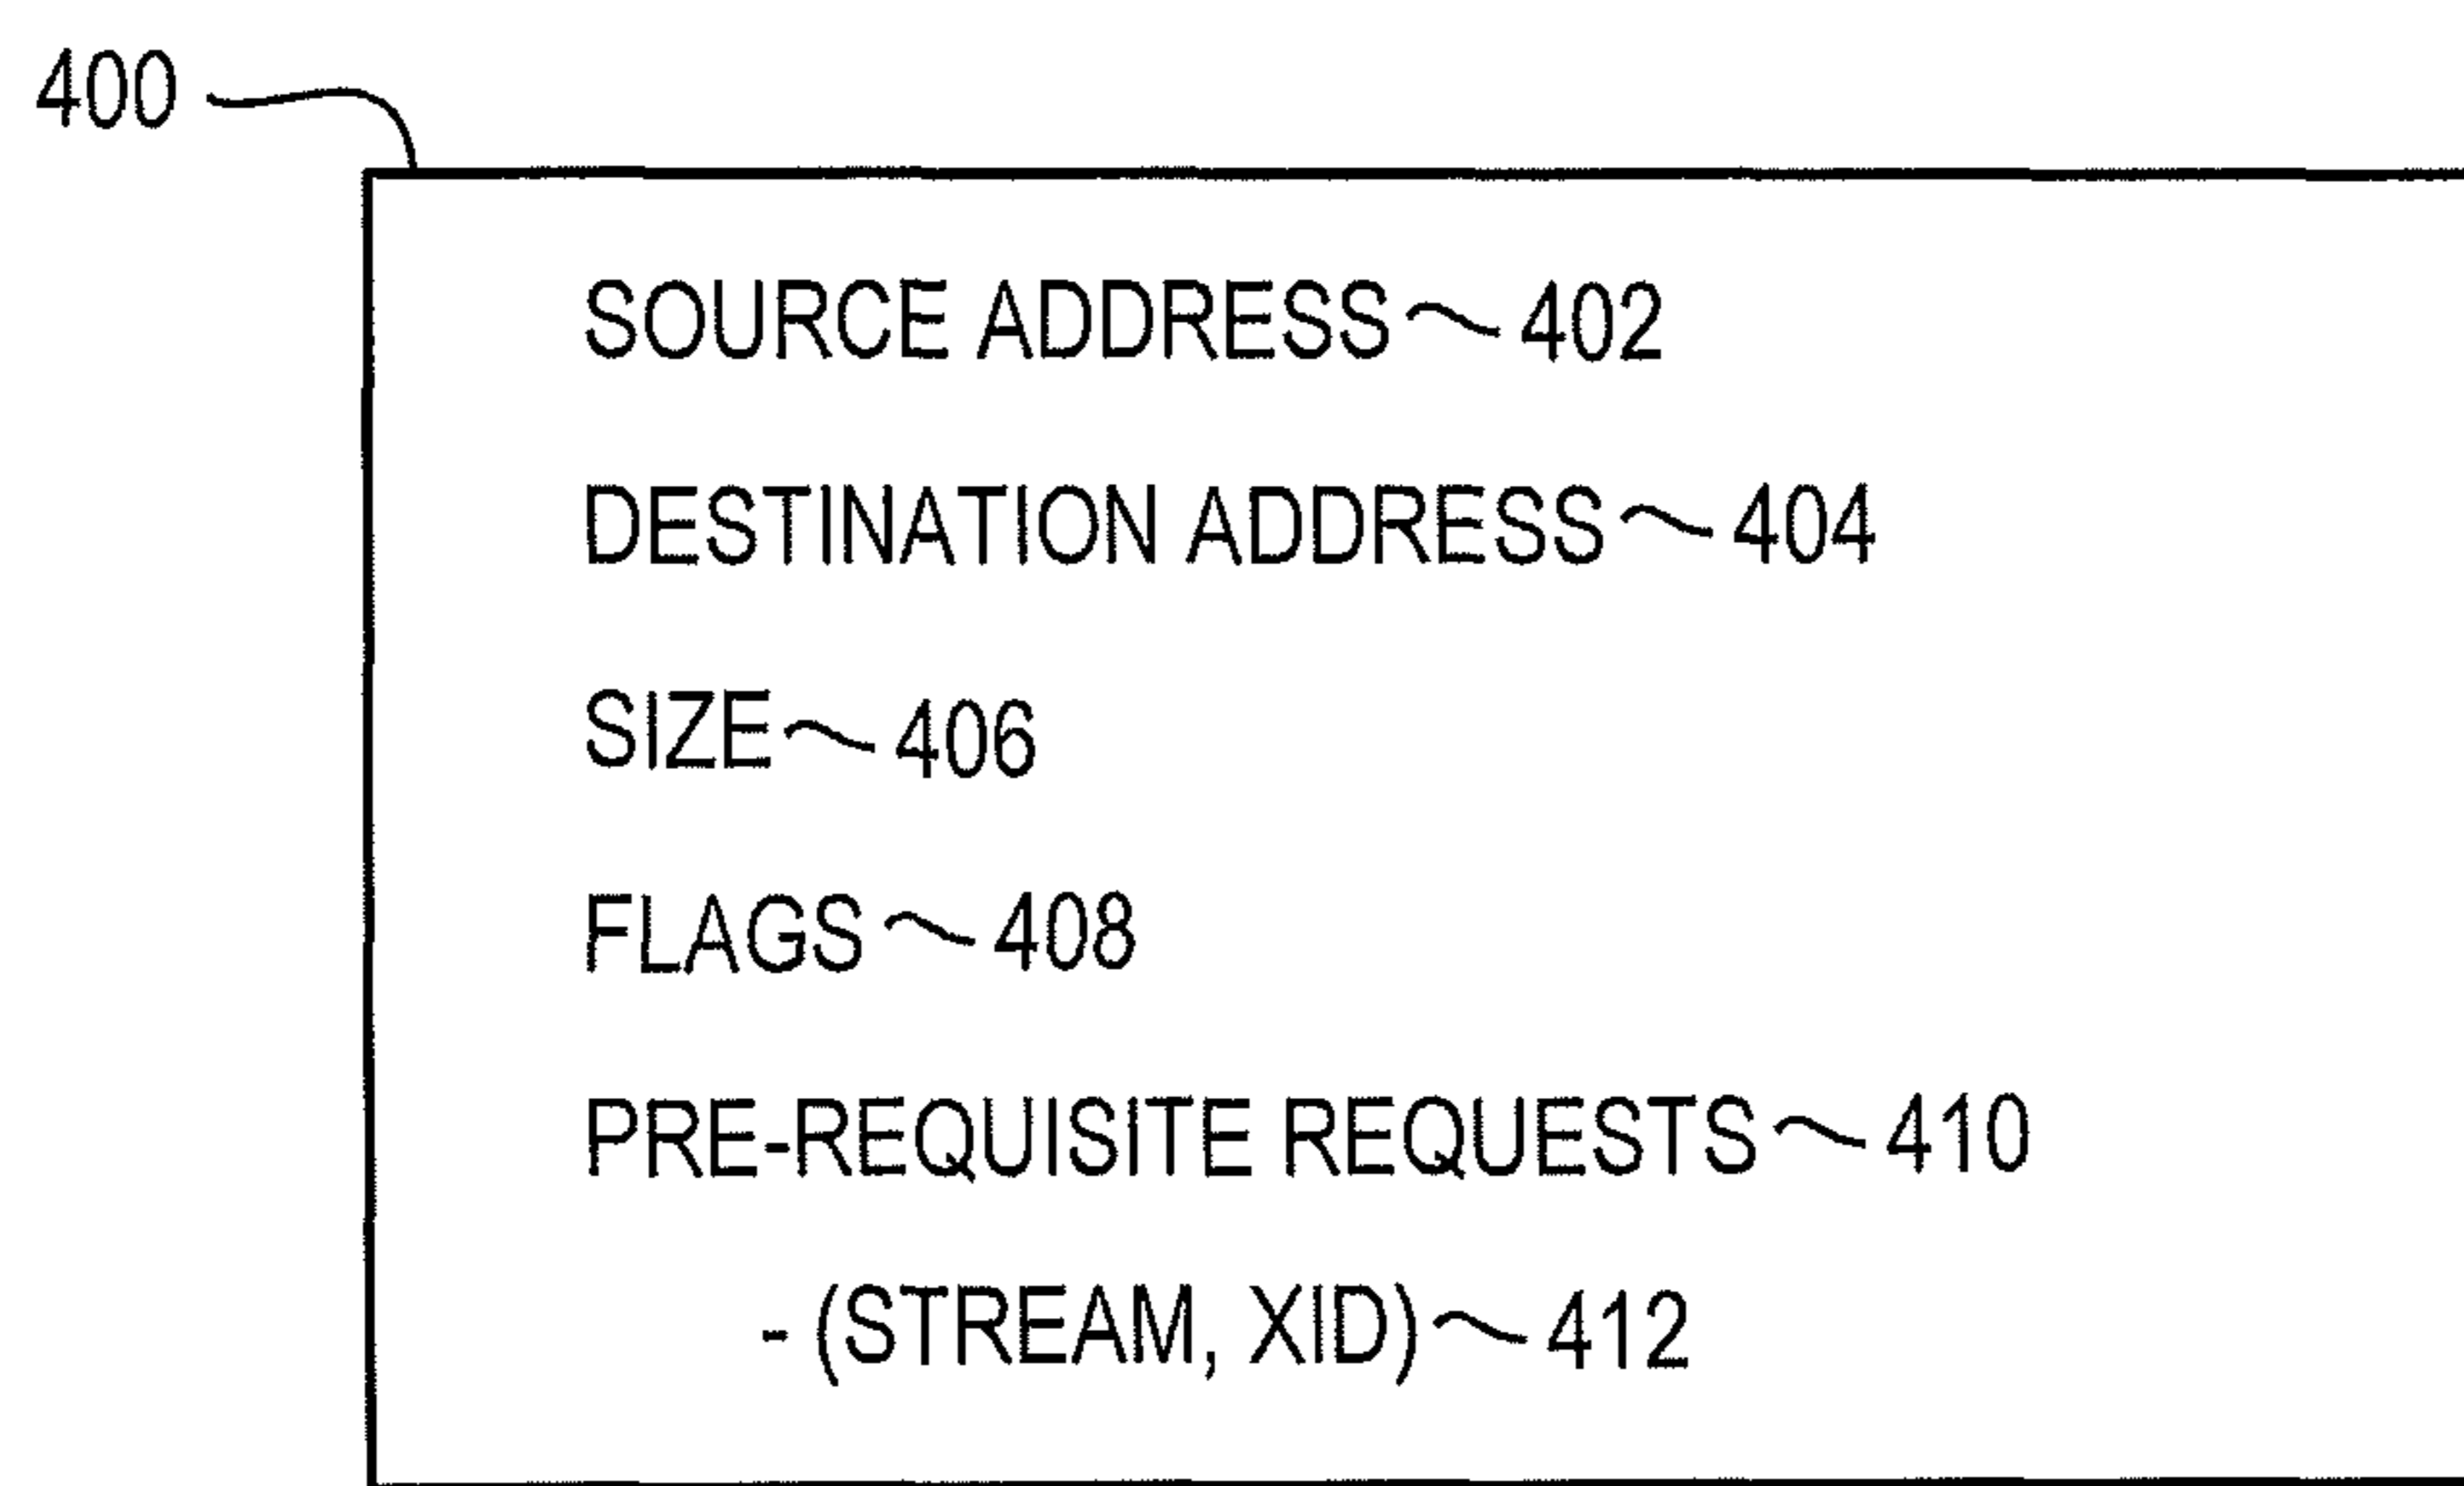 400
SOURCE ADDRESS 402
DESTINATION ADDRESS 404
SIZE 406
FLAGS 408
PRE-REQUISITE REQUESTS 410
- (STREAM, XID) 412